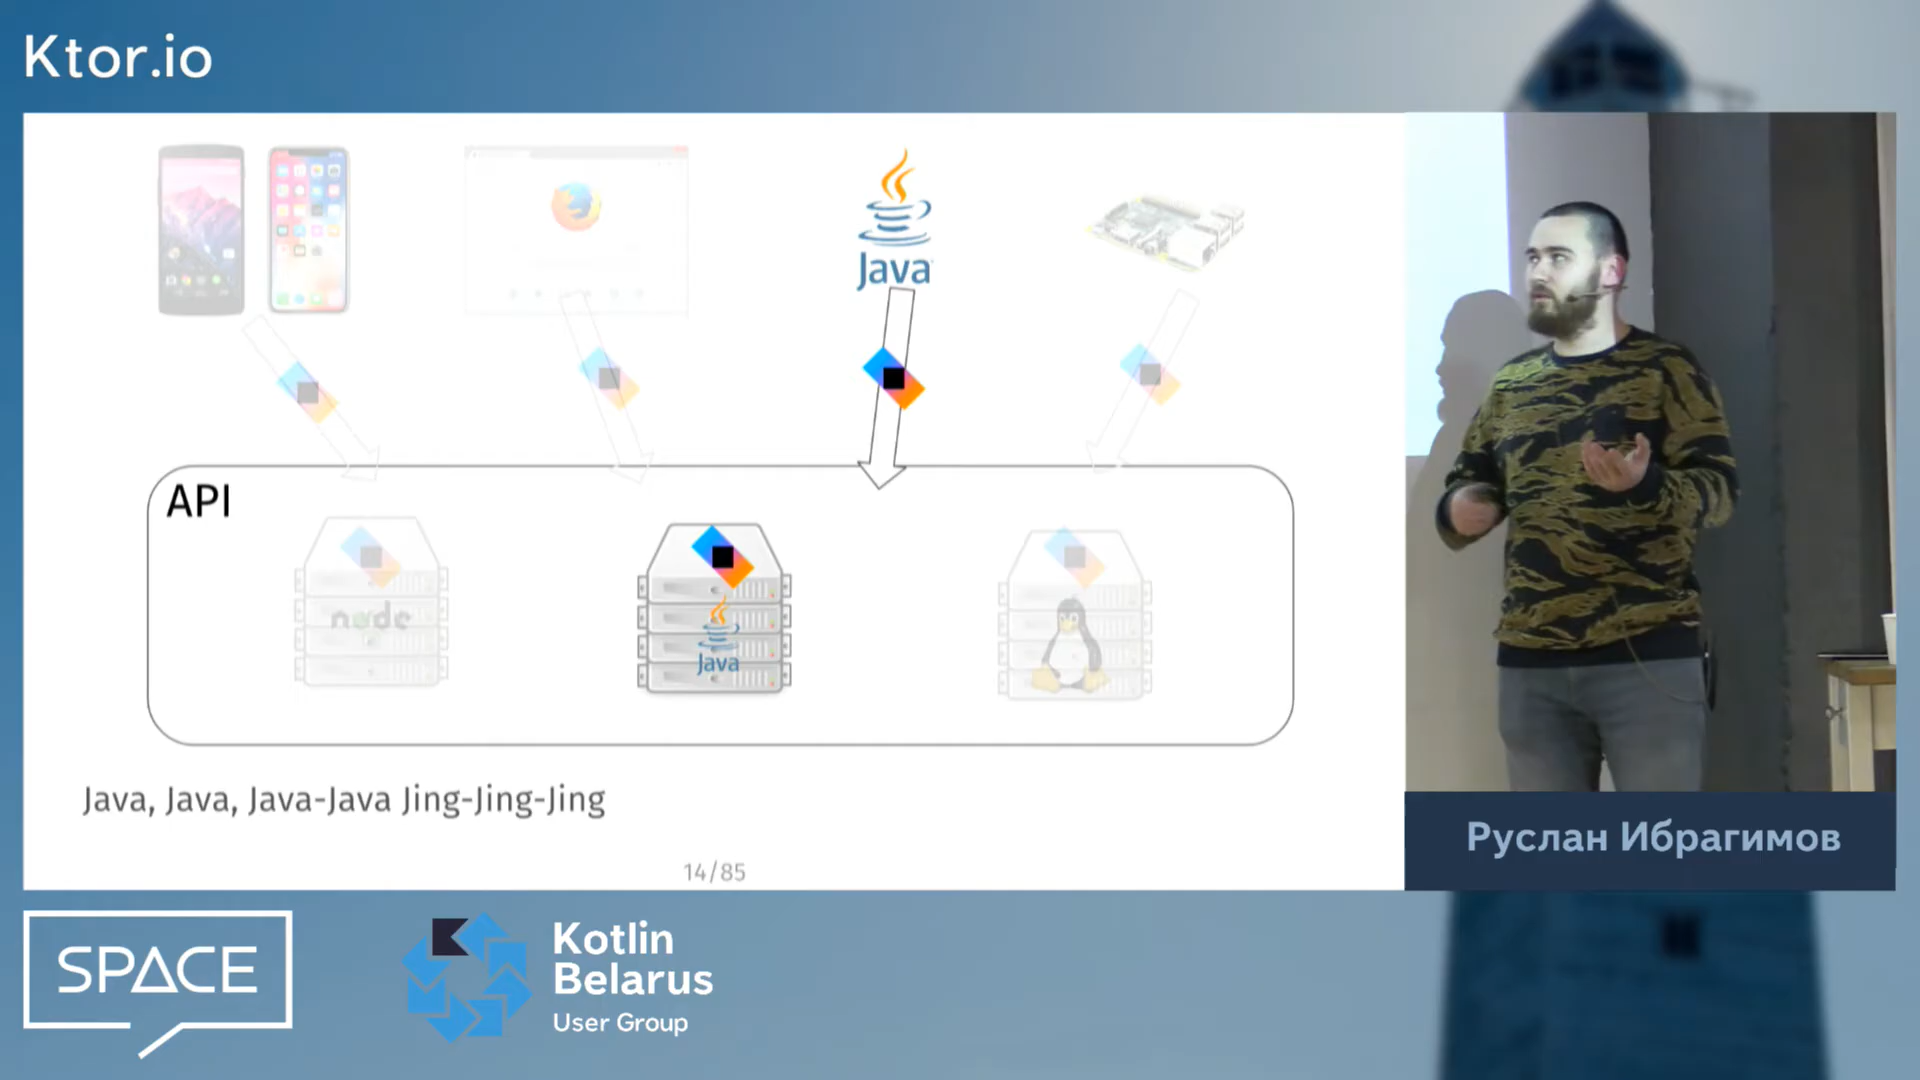 Ktor.io
Java
API
node
Java
Java, Java, Java-Java Jing-Jing-Jing
14/85
Руслан Ибрагимов
SPACE
Kotlin
Belarus
User Group